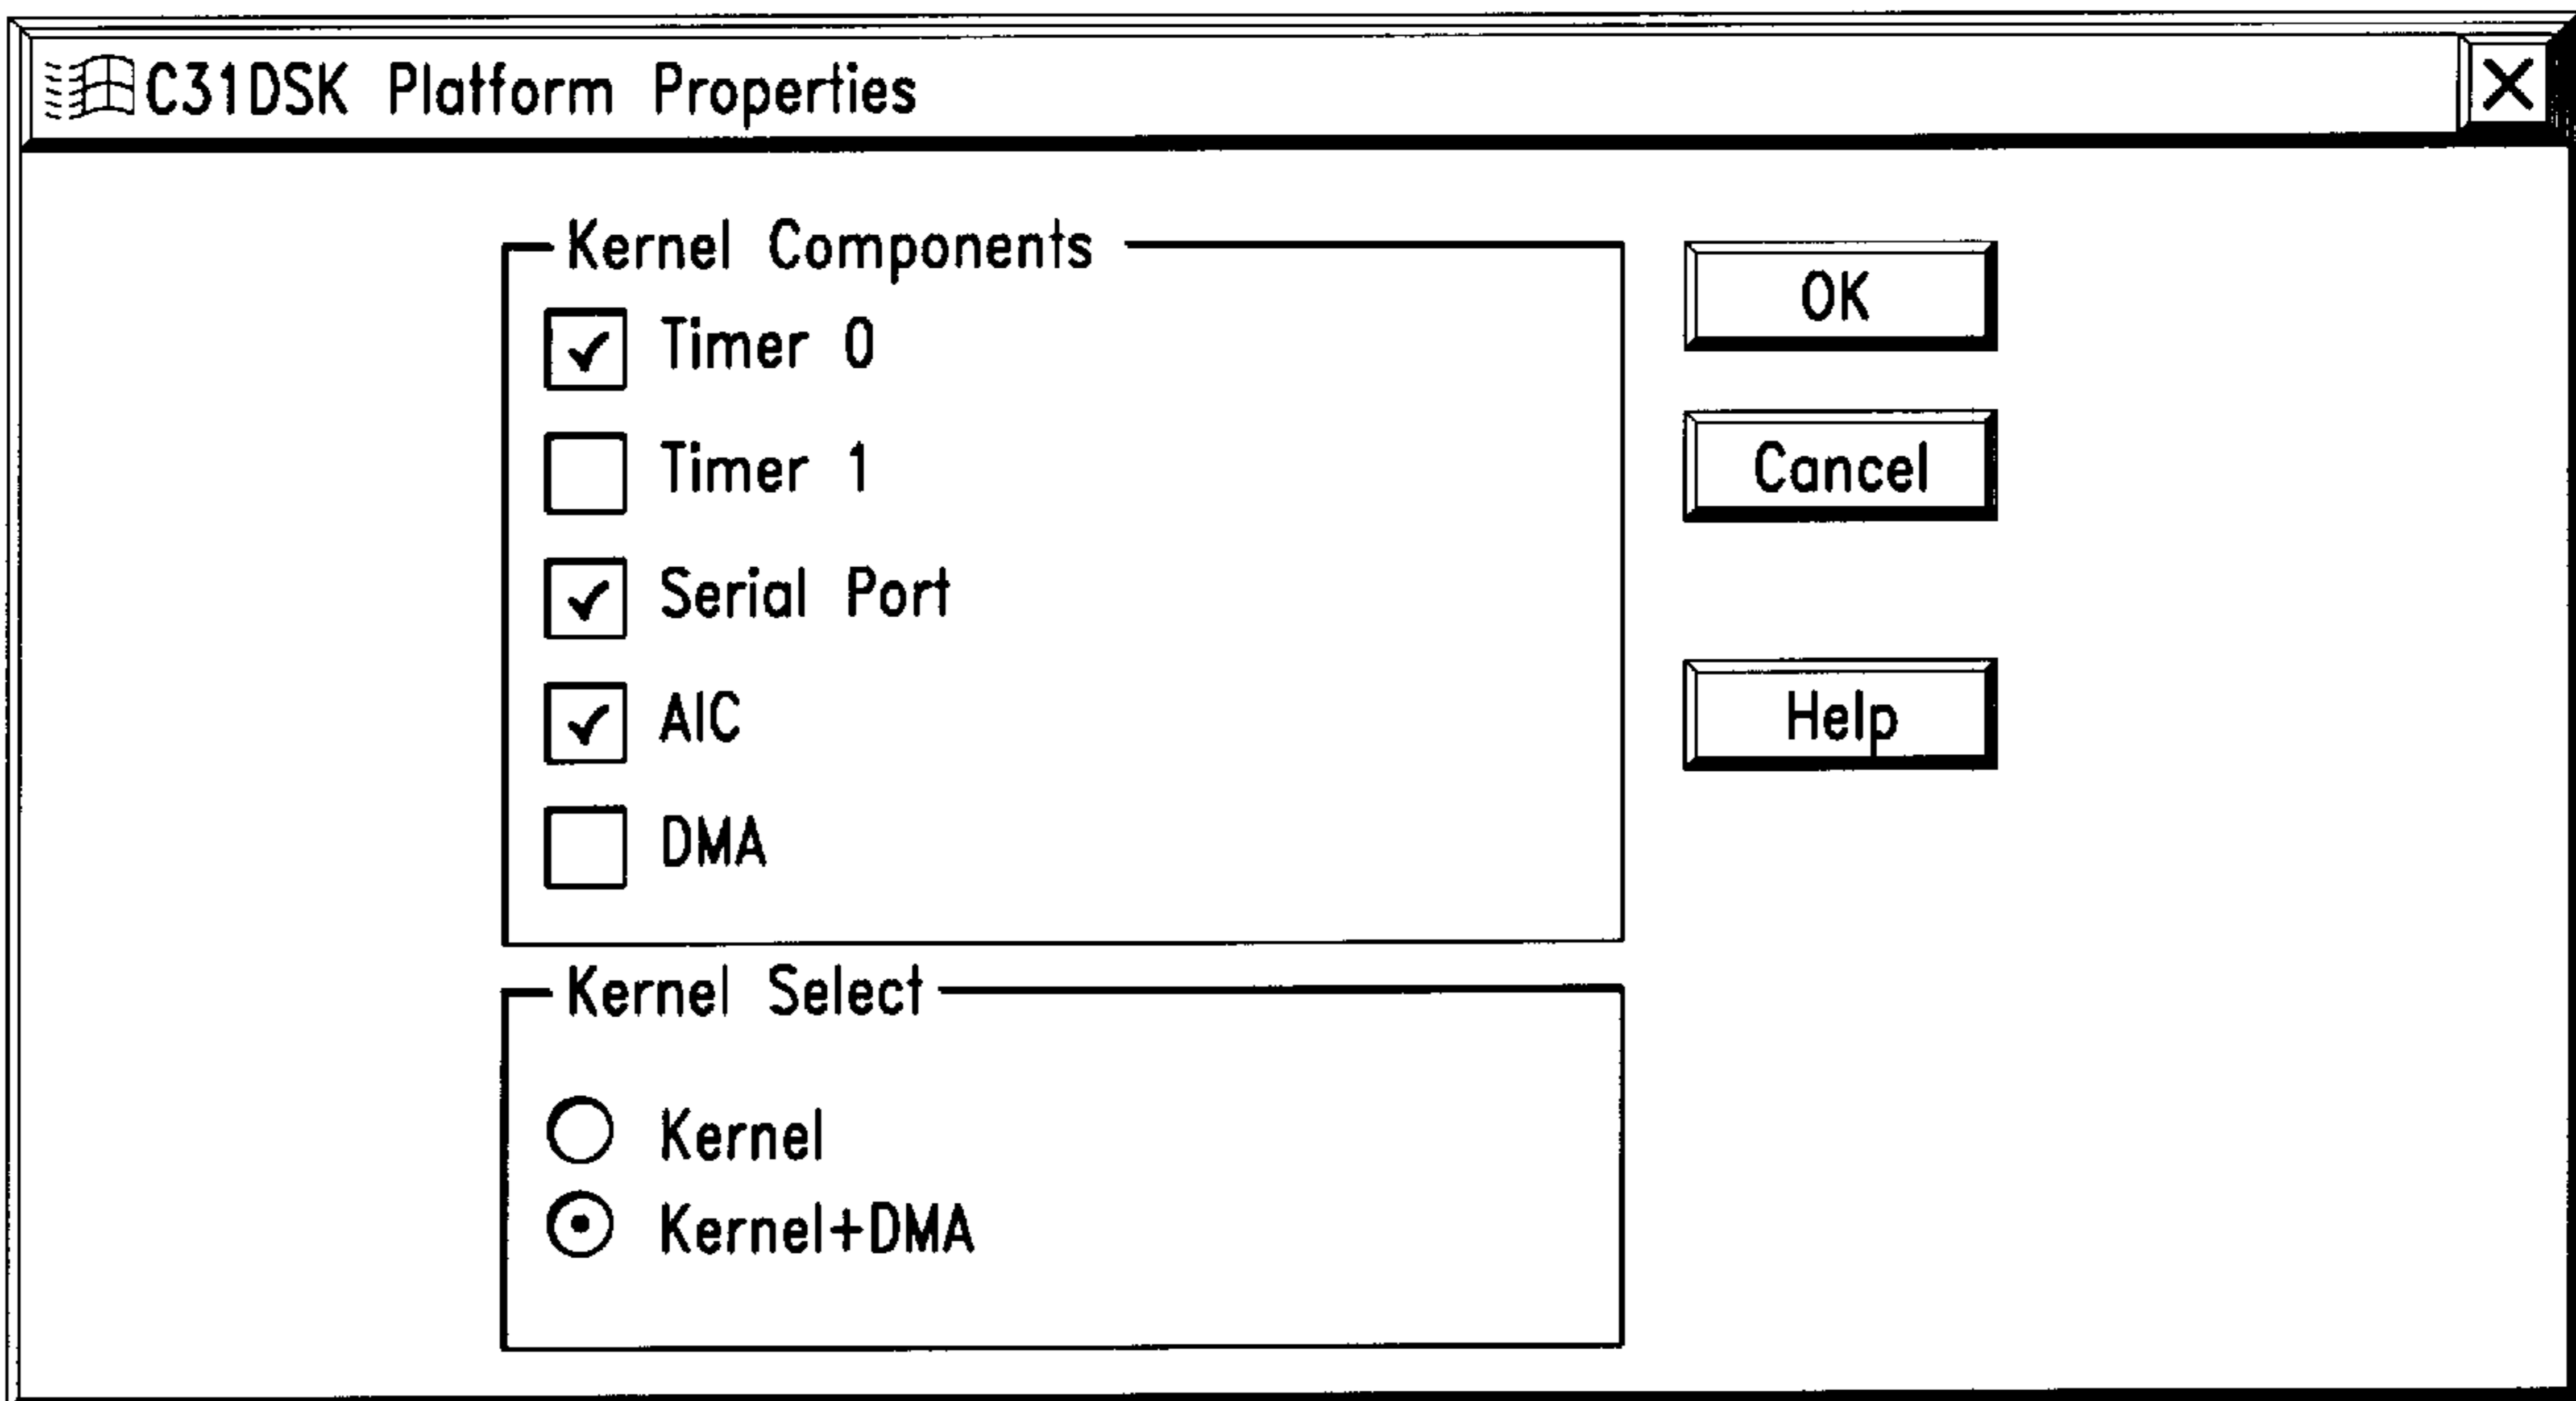 C31DSK Platform Properties
Kernel Components
Timer 0
Timer 1
Serial Port
AIC
DMA
OK
Cancel
Help
Kernel Select
Kernel
Kernel+DMA